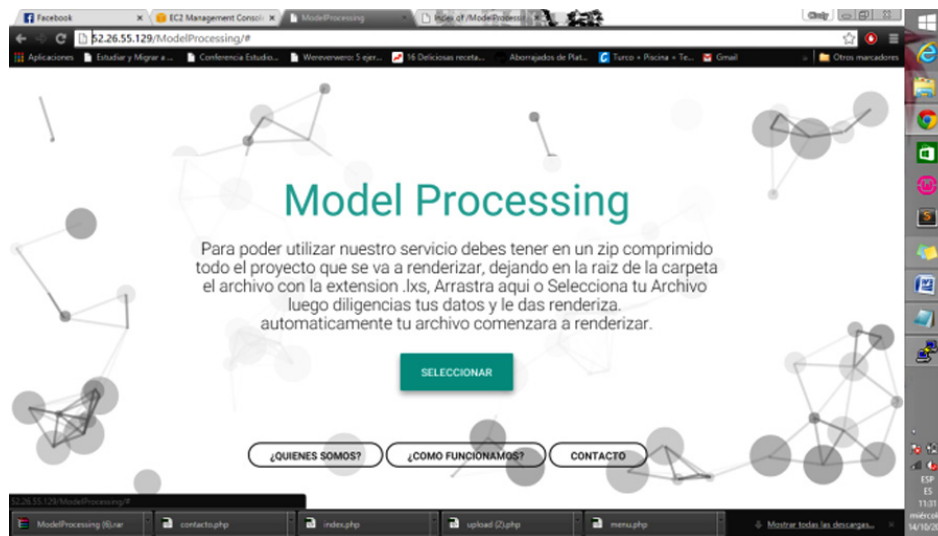 Facebook
EC2 Management Consol
ModelProcessing
Index of /ModelProcessi
Cindy
52.26.55.129/ModelProcessing/#
Aplicaciones
Estudiar y Migrar a ...
Conferencia Estudio...
Wereverwero: 5 ejer...
16 Deliciosas receta...
Aborrajados de Plat...
Turco + Piscina + Te...
Gmail
»
Otros marcadores
Model Processing
Para poder utilizar nuestro servicio debes tener en un zip comprimido
todo el proyecto que se va a renderizar, dejando en la raiz de la carpeta
el archivo con la extension .lxs, Arrastra aqui o Selecciona tu Archivo
luego diligencias tus datos y le das renderiza.
automaticamente tu archivo comenzara a renderizar.
SELECCIONAR
¿QUIENES SOMOS?
¿COMO FUNCIONAMOS?
CONTACTO
52.26.55.129/ModelProcessing/#
ModelProcessing (6).rar
contacto.php
index.php
upload (2).php
menu.php
Mostrar todas las descargas...
ESP
ES
11:31
miércol
14/10/20